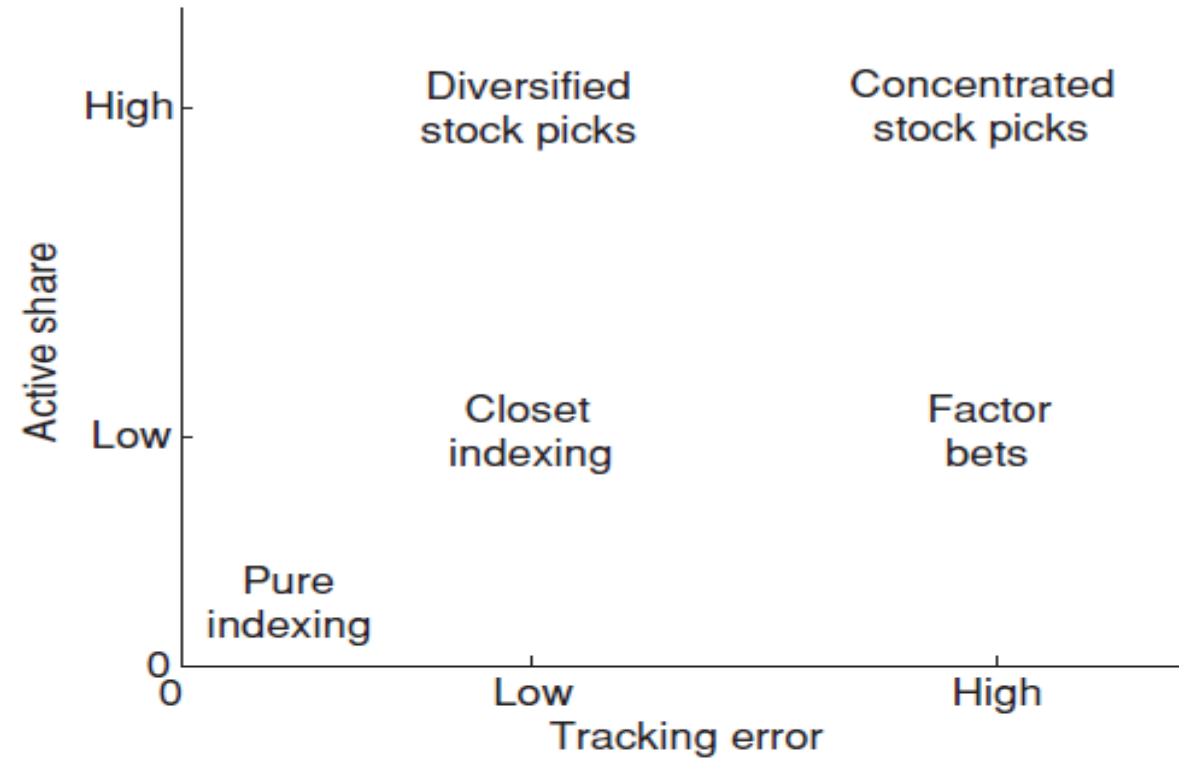 High
Diversified
stock picks
Concentrated
stock picks
Active share
Low
Closet
indexing
Factor
bets
Pure
indexing
0
0
Low
High
Tracking error